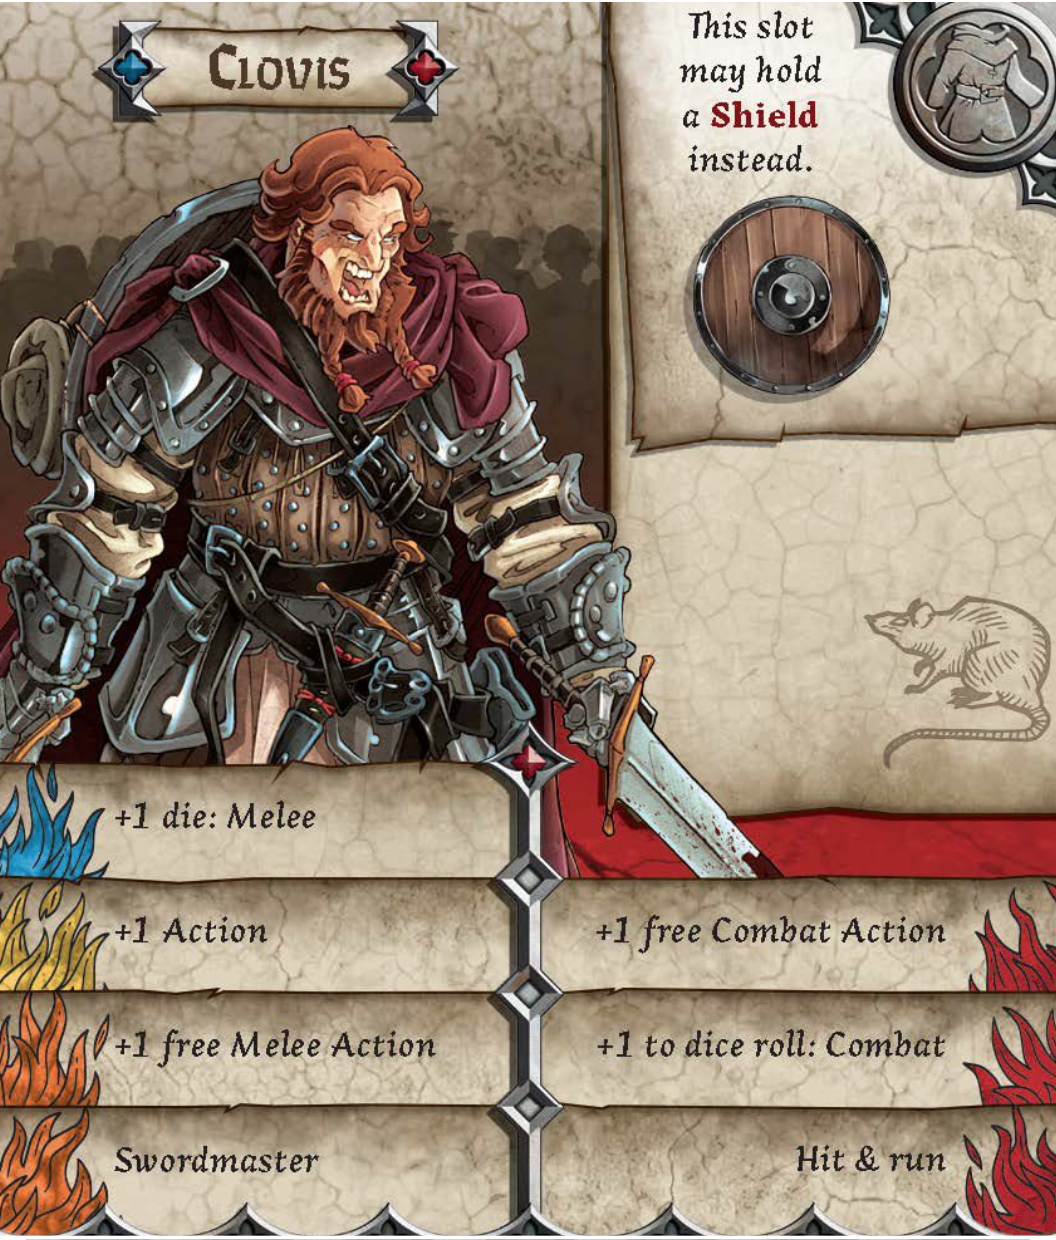 Clovis
This slot
may hold
a Shield
instead.
+1 die: Melee
+1 Action
+1 free Melee Action
Swordmaster
+1 free Combat Action
+1 to dice roll: Combat
Hit & run